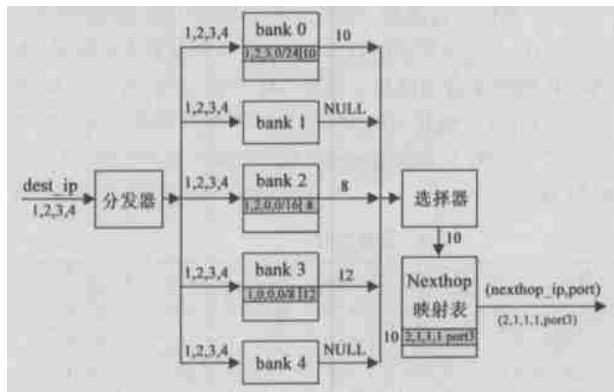 bank 0
1,2,3,4
10
1,2,3,0/24 10
bank 1
1,2,3,4
NULL
dest_ip
1,2,3,4
分发器
1,2,3,4
bank 2
1,2,0,0/16 8
8
选择器
10
1,2,3,4
bank 3
1,0,0,0/8 12
12
Nexthop
映射表
10
2,1,1,1 port3
(nexthop_ip,port)
(2,1,1,1,port3)
1,2,3,4
bank 4
NULL